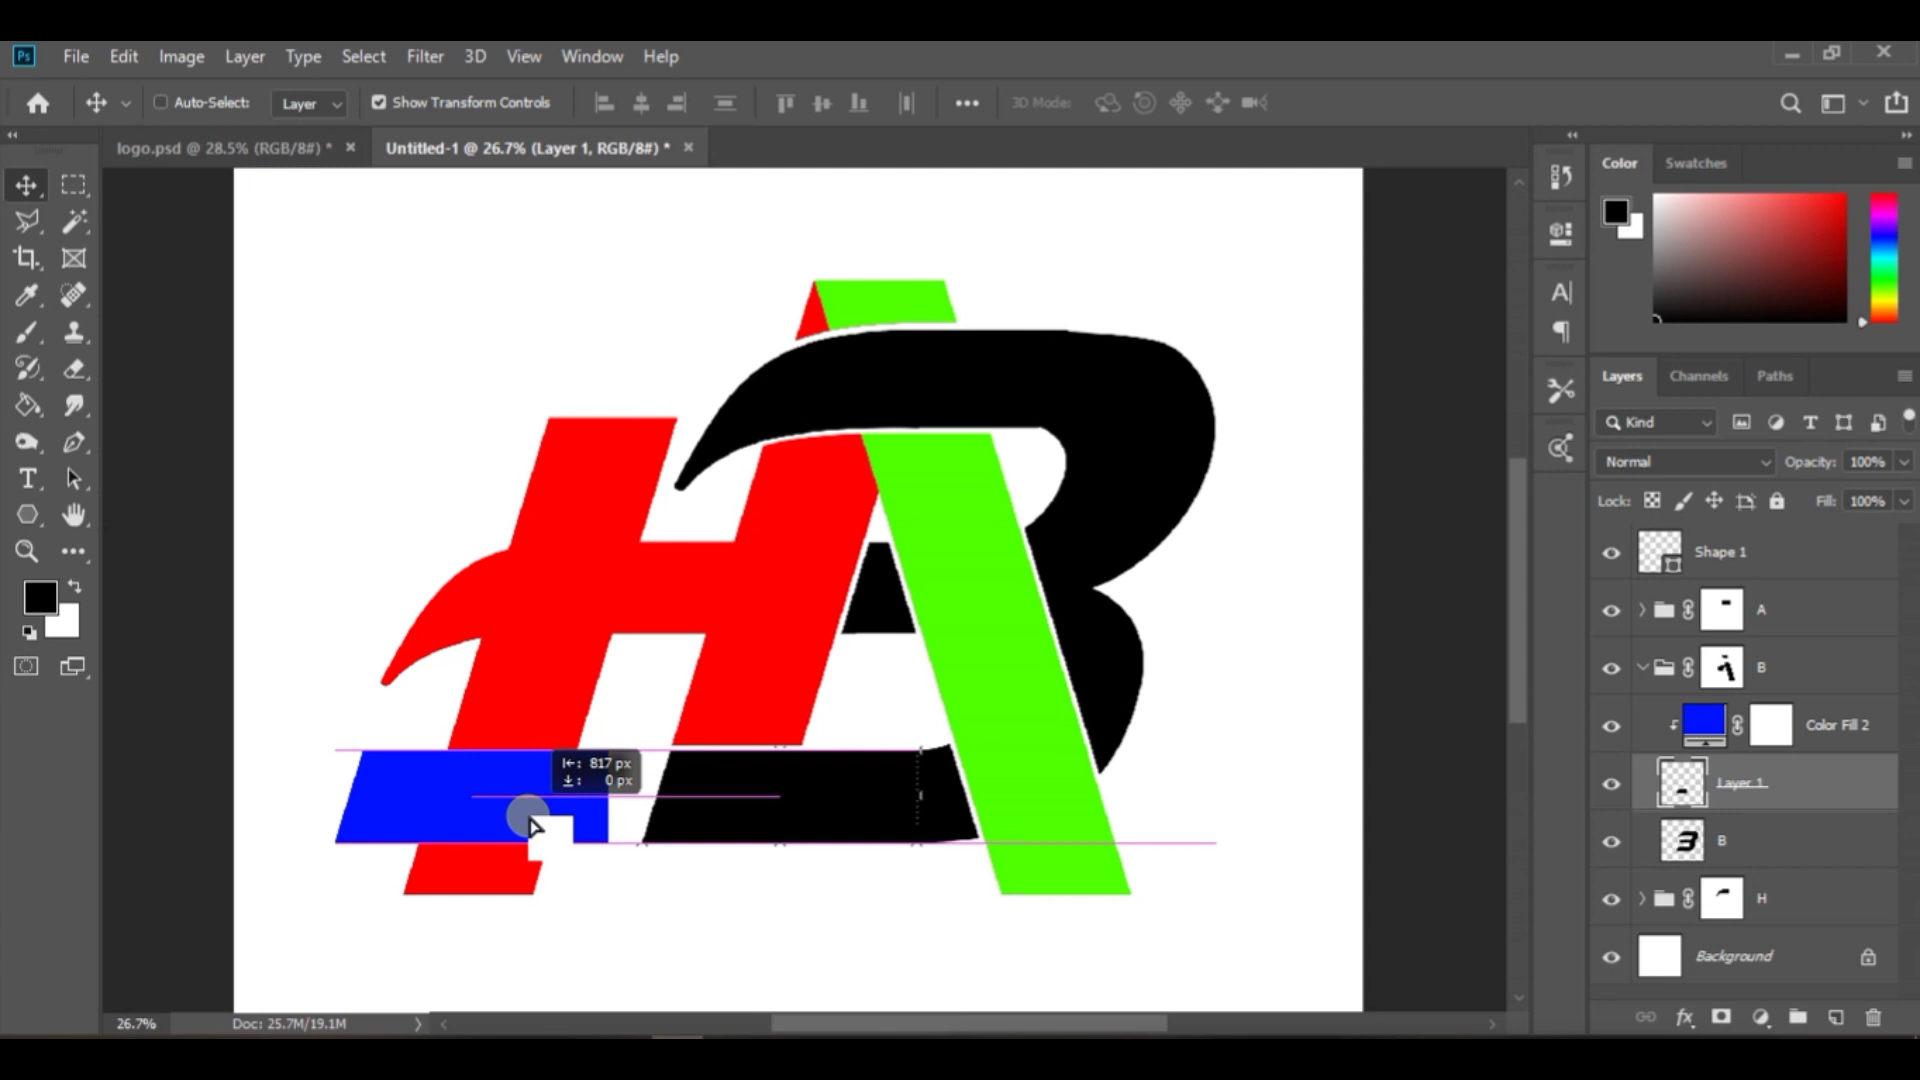 Ps File Edit Image Layer Type Select Filter 3D View Window Help
Auto-Select: Layer Show Transform Controls 3D Mode:
logo.psd @ 28.5% (RGB/8#) * Untitled-1 @ 26.7% (Layer 1, RGB/8#) *
Color Swatches
Layers Channels Paths
Kind
Normal Opacity: 100%
Lock: Fill: 100%
Shape 1
A
B
Color Fill 2
Layer 1
B
H
Background
HAB
817 px
0 px
26.7% Doc: 25.7M/19.1M